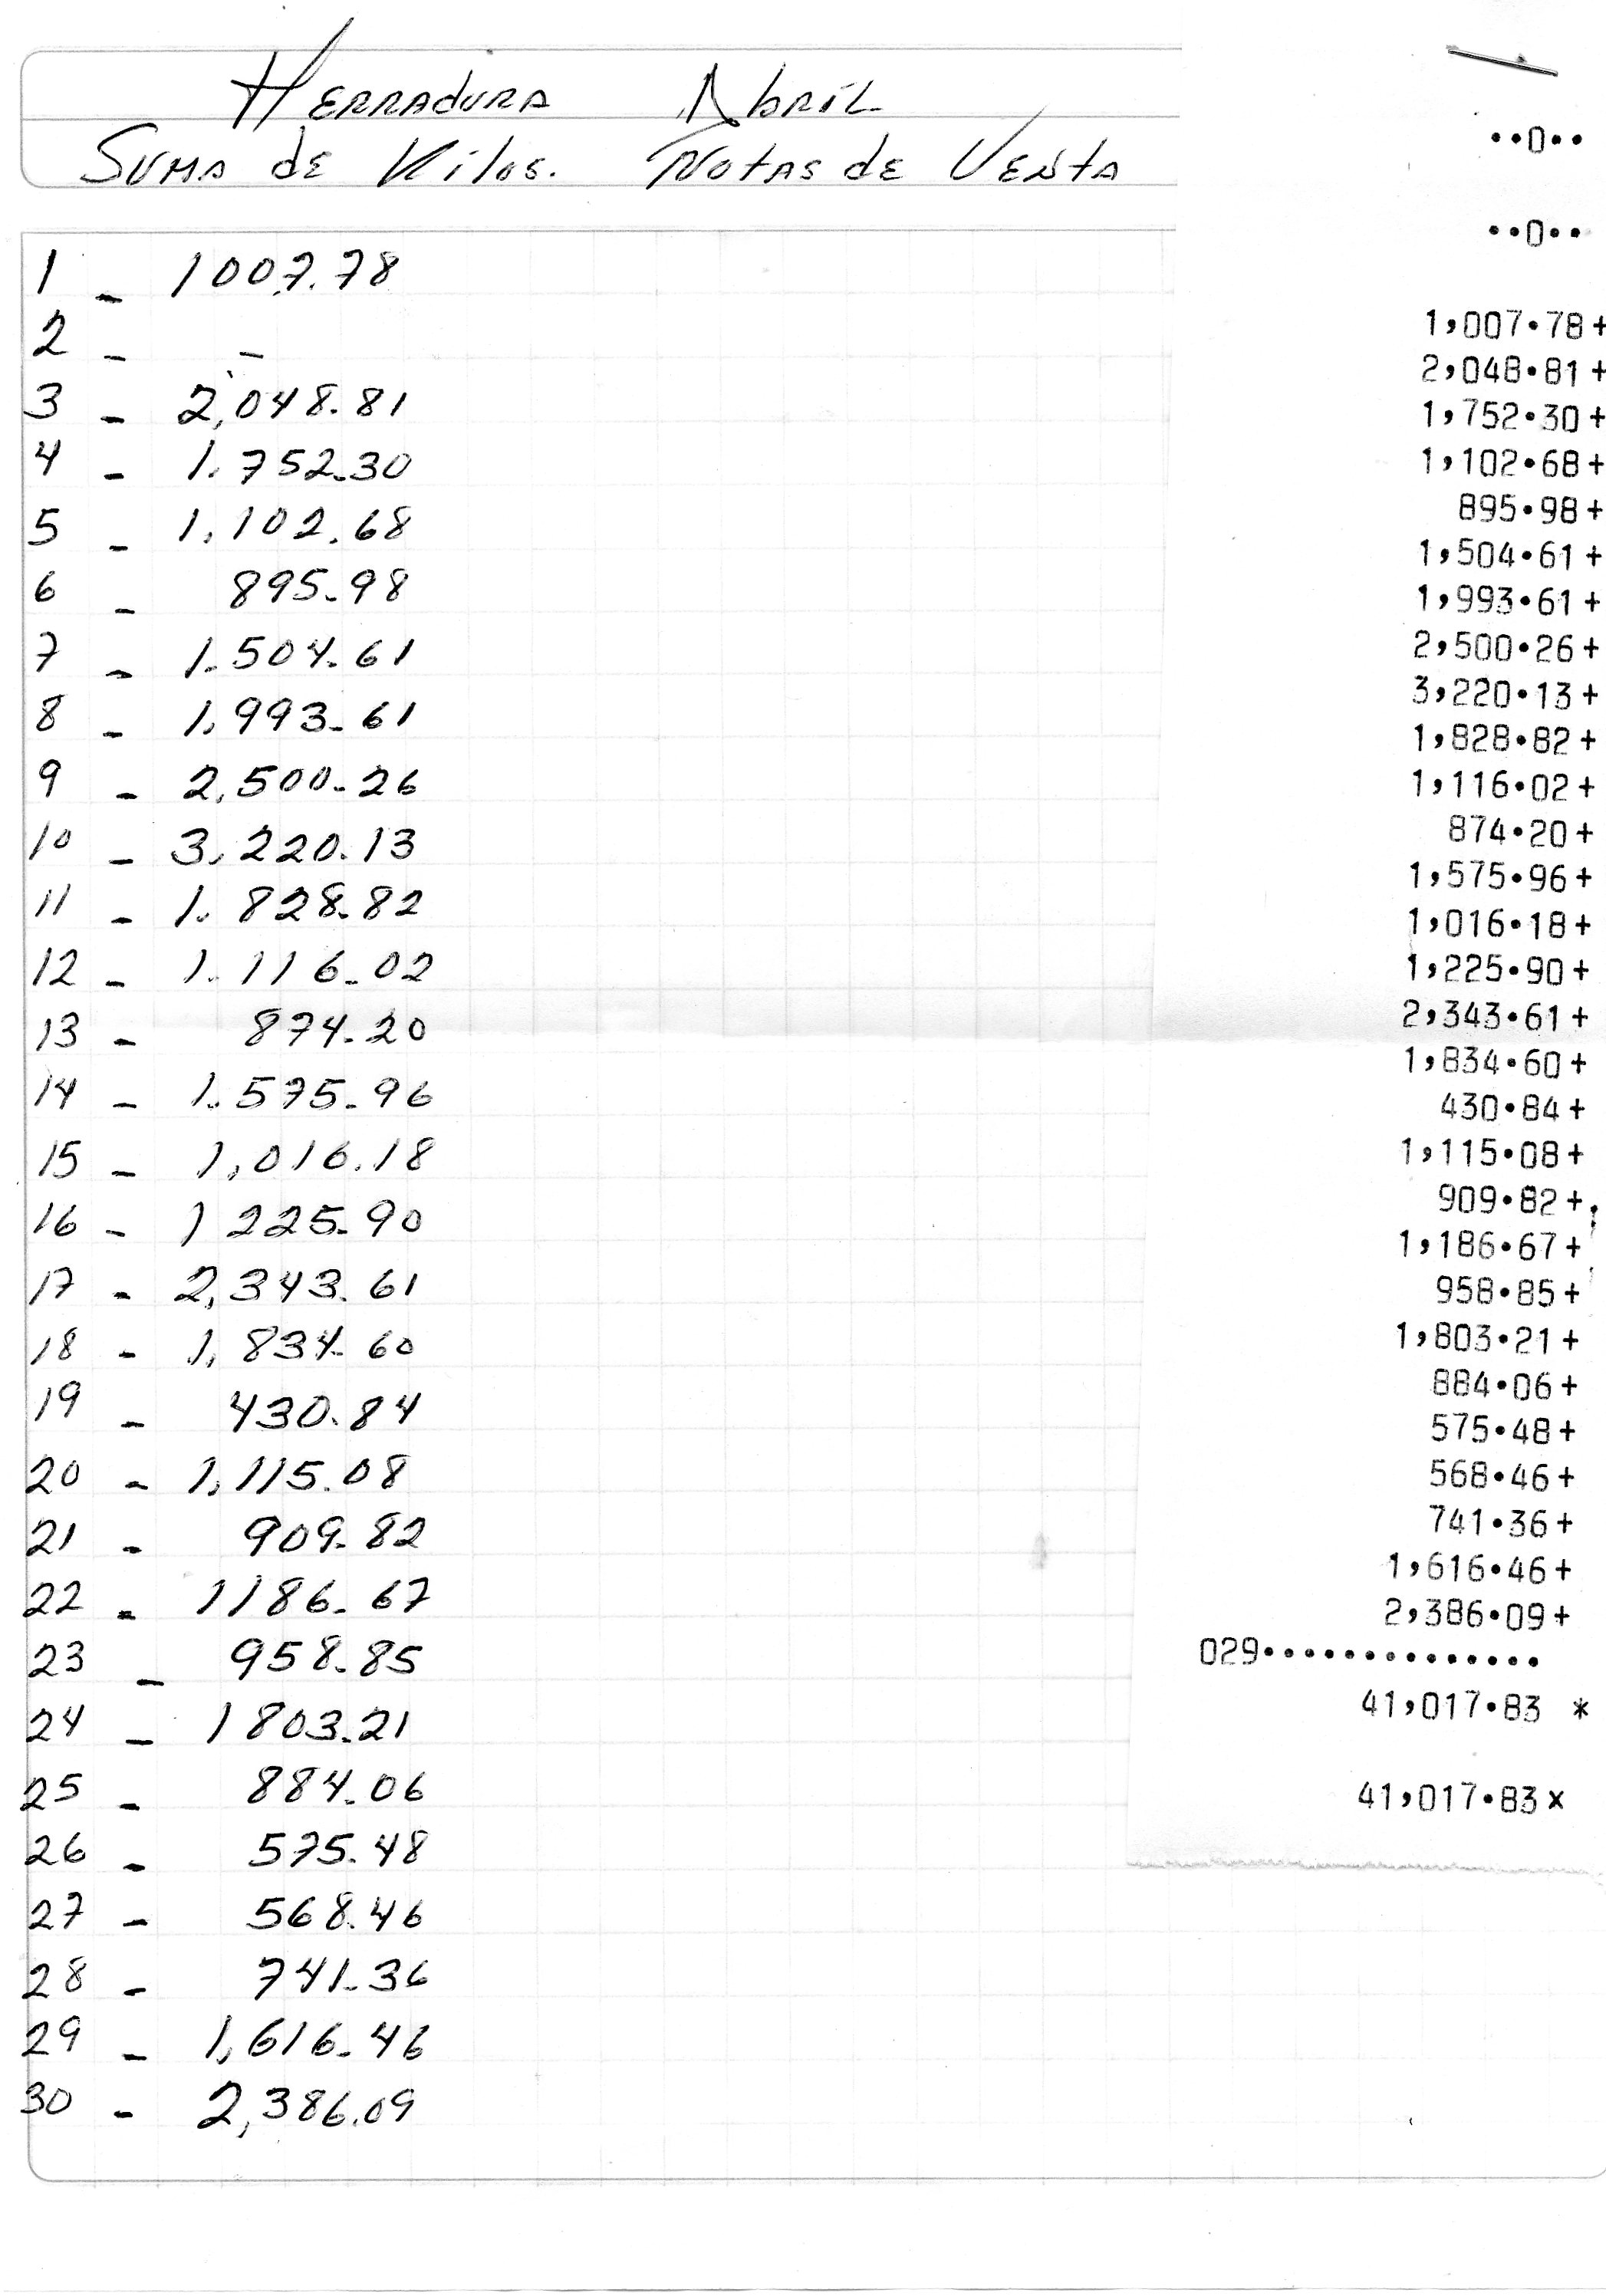 Herradura Abril
Suma de Kilos. Notas de Venta
1 - 1007.78
2 - -
3 - 2,048.81
4 - 1.752.30
5 - 1.102.68
6 - 895.98
7 - 1.504.61
8 - 1,993.61
9 - 2,500.26
10 - 3,220.13
11 - 1.828.82
12 - 1.116.02
13 - 874.20
14 - 1.575.96
15 - 1,016.18
16 - 1 225.90
17 - 2,343.61
18 - 1,834.60
19 - 430.84
20 - 1,115.08
21 - 909.82
22 - 1186.67
23 - 958.85
24 - 1803.21
25 - 884.06
26 - 575.48
27 - 568.46
28 - 741.36
29 - 1,616.46
30 - 2,386.09
··0··
··0··
1,007·78+
2,048·81+
1,752·30+
1,102·68+
895·98+
1,504·61+
1,993·61+
2,500·26+
3,220·13+
1,828·82+
1,116·02+
874·20+
1,575·96+
1,016·18+
1,225·90+
2,343·61+
1,834·60+
430·84+
1,115·08+
909·82+
1,186·67+
958·85+
1,803·21+
884·06+
575·48+
568·46+
741·36+
1,616·46+
2,386·09+
029··············
41,017·83 *
41,017·83x